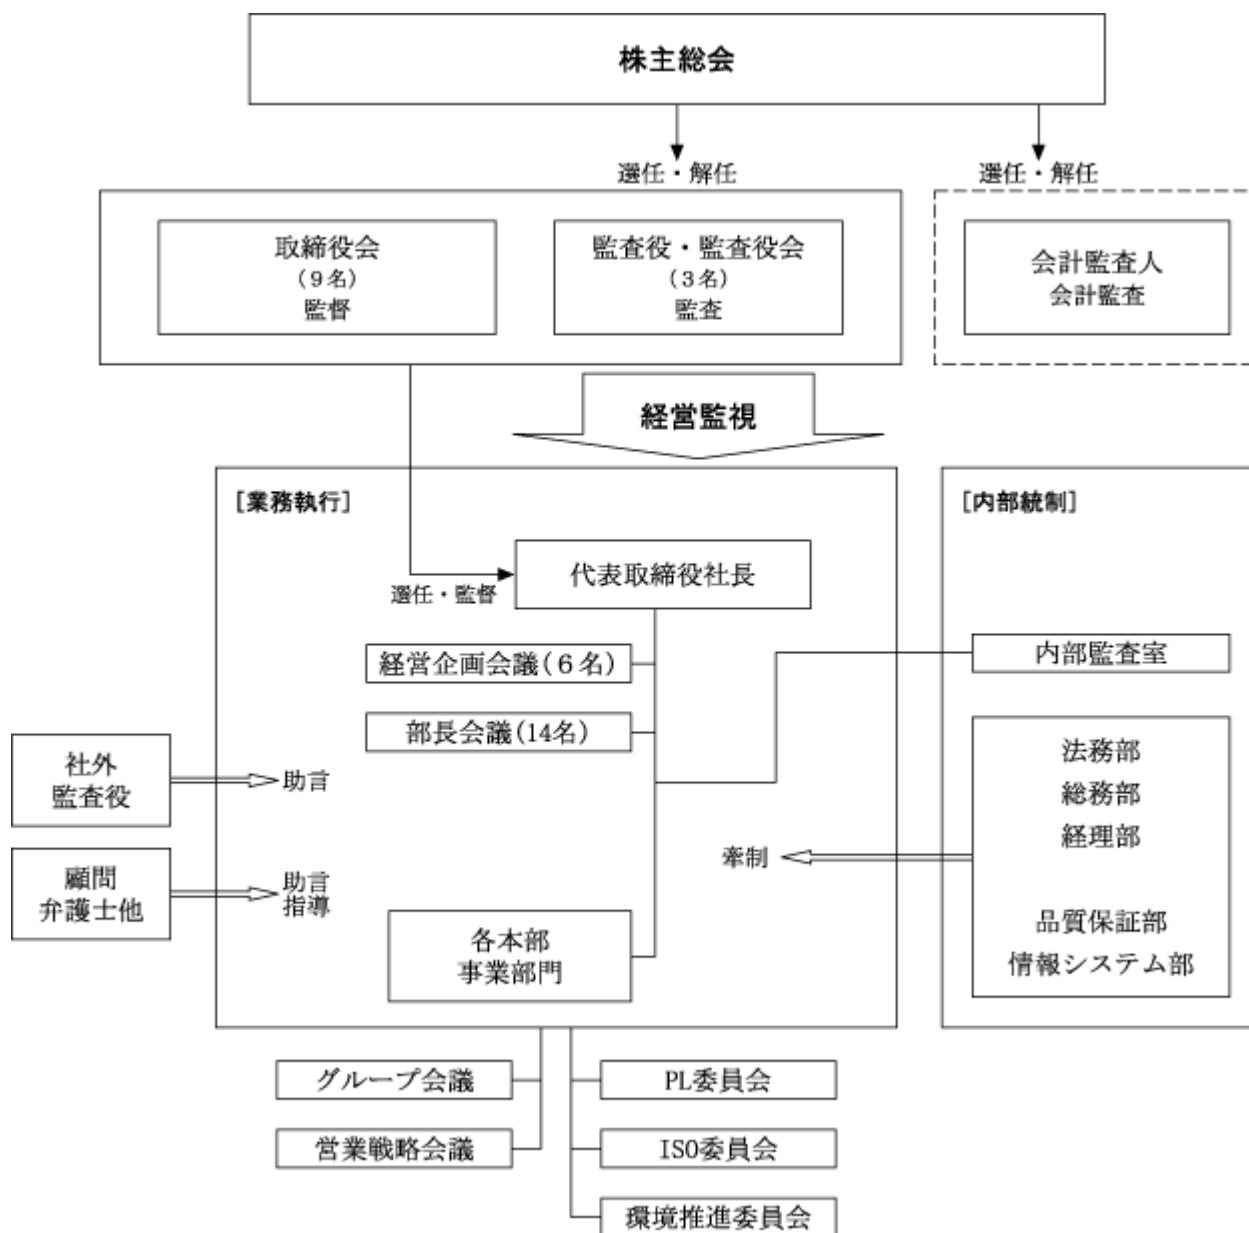 株主総会
選任・解任
選任・解任
取締役会
(9名)
監督
監査役・監査役会
(3名)
監査
会計監査人
会計監査
経営監視
[業務執行]
[内部統制]
代表取締役社長
選任・監督
経営企画会議(6名)
内部監査室
部長会議(14名)
社外
監査役
助言
法務部
総務部
経理部
品質保証部
情報システム部
牽制
顧問
弁護士他
助言
指導
各本部
事業部門
グループ会議
PL委員会
営業戦略会議
ISO委員会
環境推進委員会